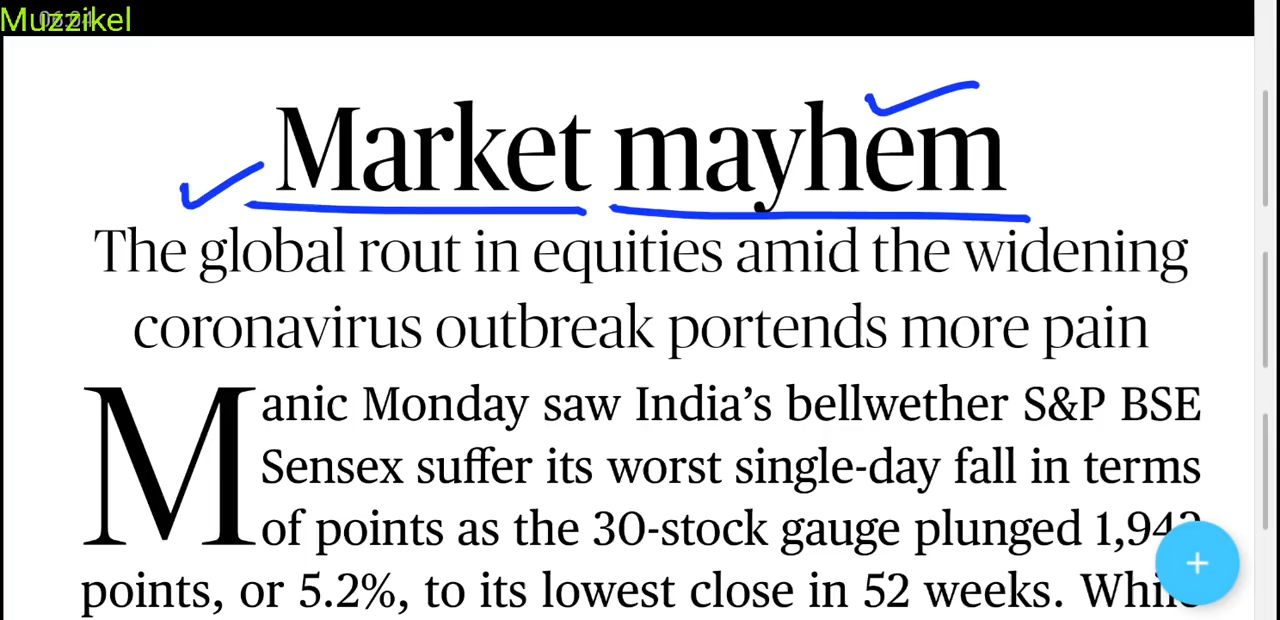 Muzzikel
Market mayhem
The global rout in equities amid the widening
coronavirus outbreak portends more pain
Manic Monday saw India's bellwether S&P BSE
Sensex suffer its worst single-day fall in terms
of points as the 30-stock gauge plunged
points, or 5.2%, to its lowest close in 52 weeks.